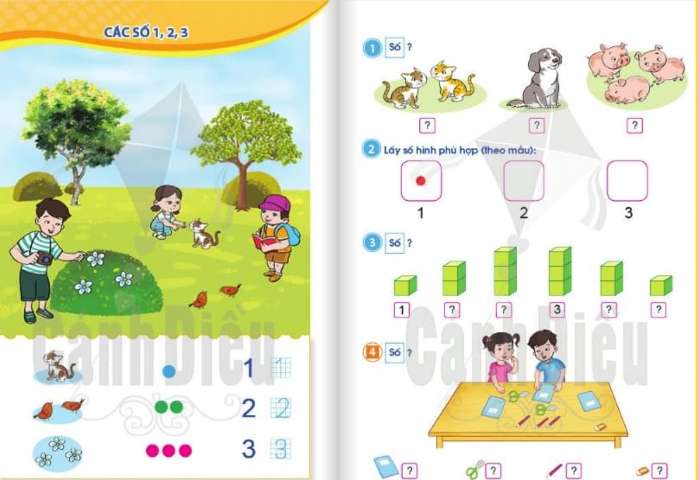 CÁC SỐ 1, 2, 3
1
2
3
1 Số ?
? ? ?
2 Lấy số hình phù hợp (theo mẫu):
1 2 3
3 Số ?
1 ? ? 3 ? ?
4 Số ?
? ? ? ?
Cánh Diều
Cánh Diều